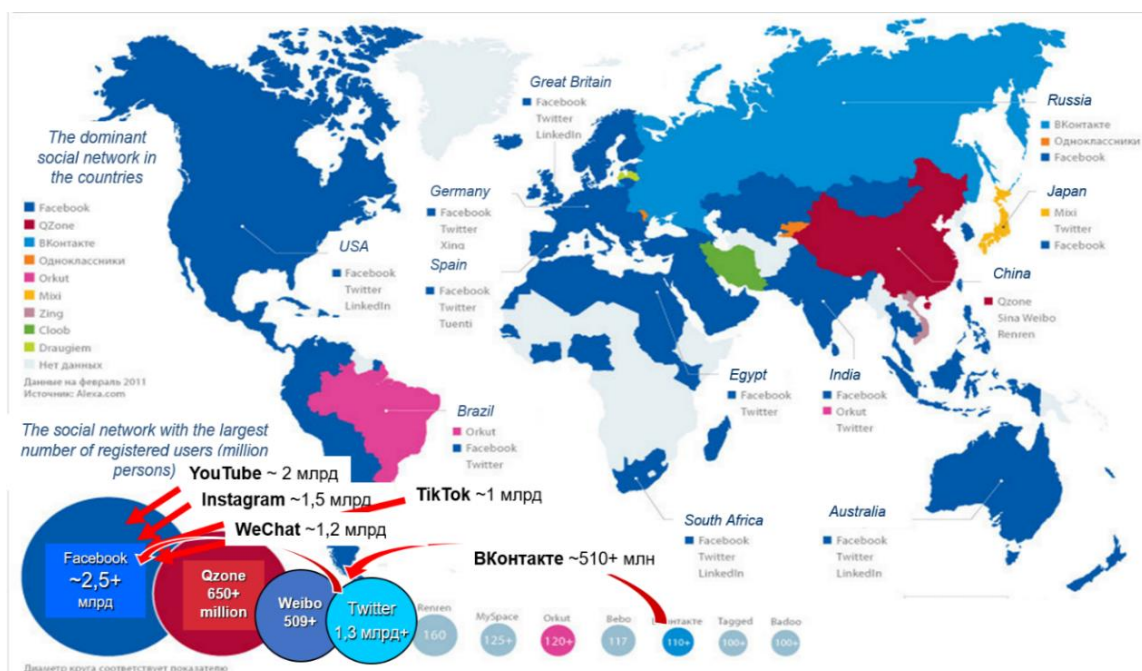 The dominant
social network in
the countries
Facebook
QZone
ВКонтакте
Одноклассники
Orkut
Mixi
Zing
Cloob
Draugiem
Нет данных
Данные на февраль 2011
Источник: Alexa.com
USA
Facebook
Twitter
LinkedIn
Great Britain
Facebook
Twitter
LinkedIn
Germany
Facebook
Twitter
Xing
Spain
Facebook
Twitter
Tuenti
Russia
ВКонтакте
Одноклассники
Facebook
Japan
Mixi
Twitter
Facebook
China
Qzone
Sina Weibo
Renren
Egypt
Facebook
Twitter
India
Facebook
Orkut
Twitter
Brazil
Orkut
Facebook
Twitter
South Africa
Facebook
Twitter
LinkedIn
Australia
Facebook
Twitter
LinkedIn
The social network with the largest
number of registered users (million
persons)
YouTube ~ 2 млрд
Instagram ~1,5 млрд
TikTok ~1 млрд
WeChat ~1,2 млрд
ВКонтакте ~510+ млн
Facebook
~2,5+
млрд
Qzone
650+
million
Weibo
509+
Twitter
1,3 млрд+
Renren
160
MySpace
125+
Orkut
120+
Bebo
117
110+
Tagged
100+
Badoo
100+
Диаметр круга соответствует показателю